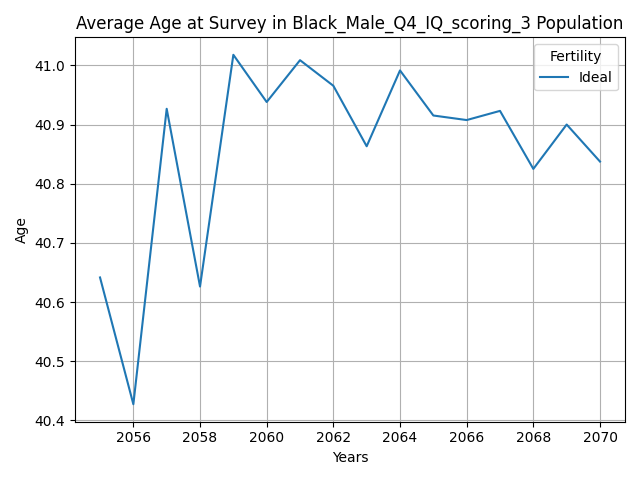 Average Age at Survey in Black_Male_Q4_IQ_scoring_3 Population
Fertility
Ideal
41.0
40.9
40.8
40.7
40.6
40.5
40.4
Age
2056 2058 2060 2062 2064 2066 2068 2070
Years